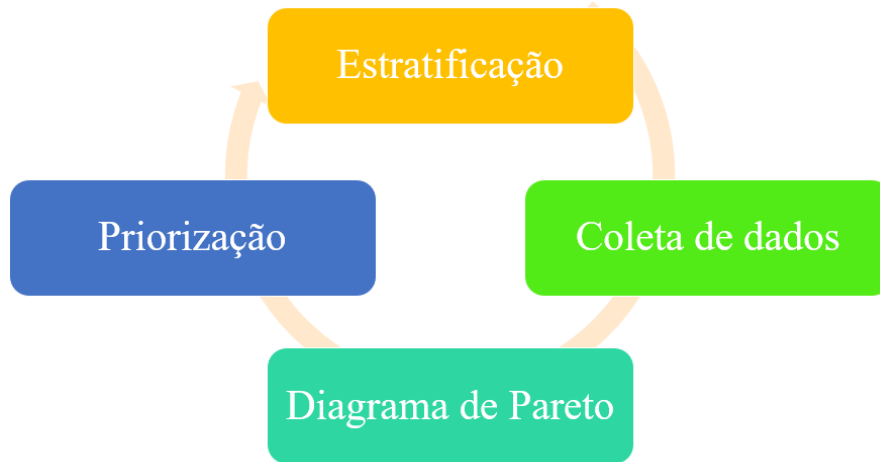 Estratificação
Priorização
Coleta de dados
Diagrama de Pareto